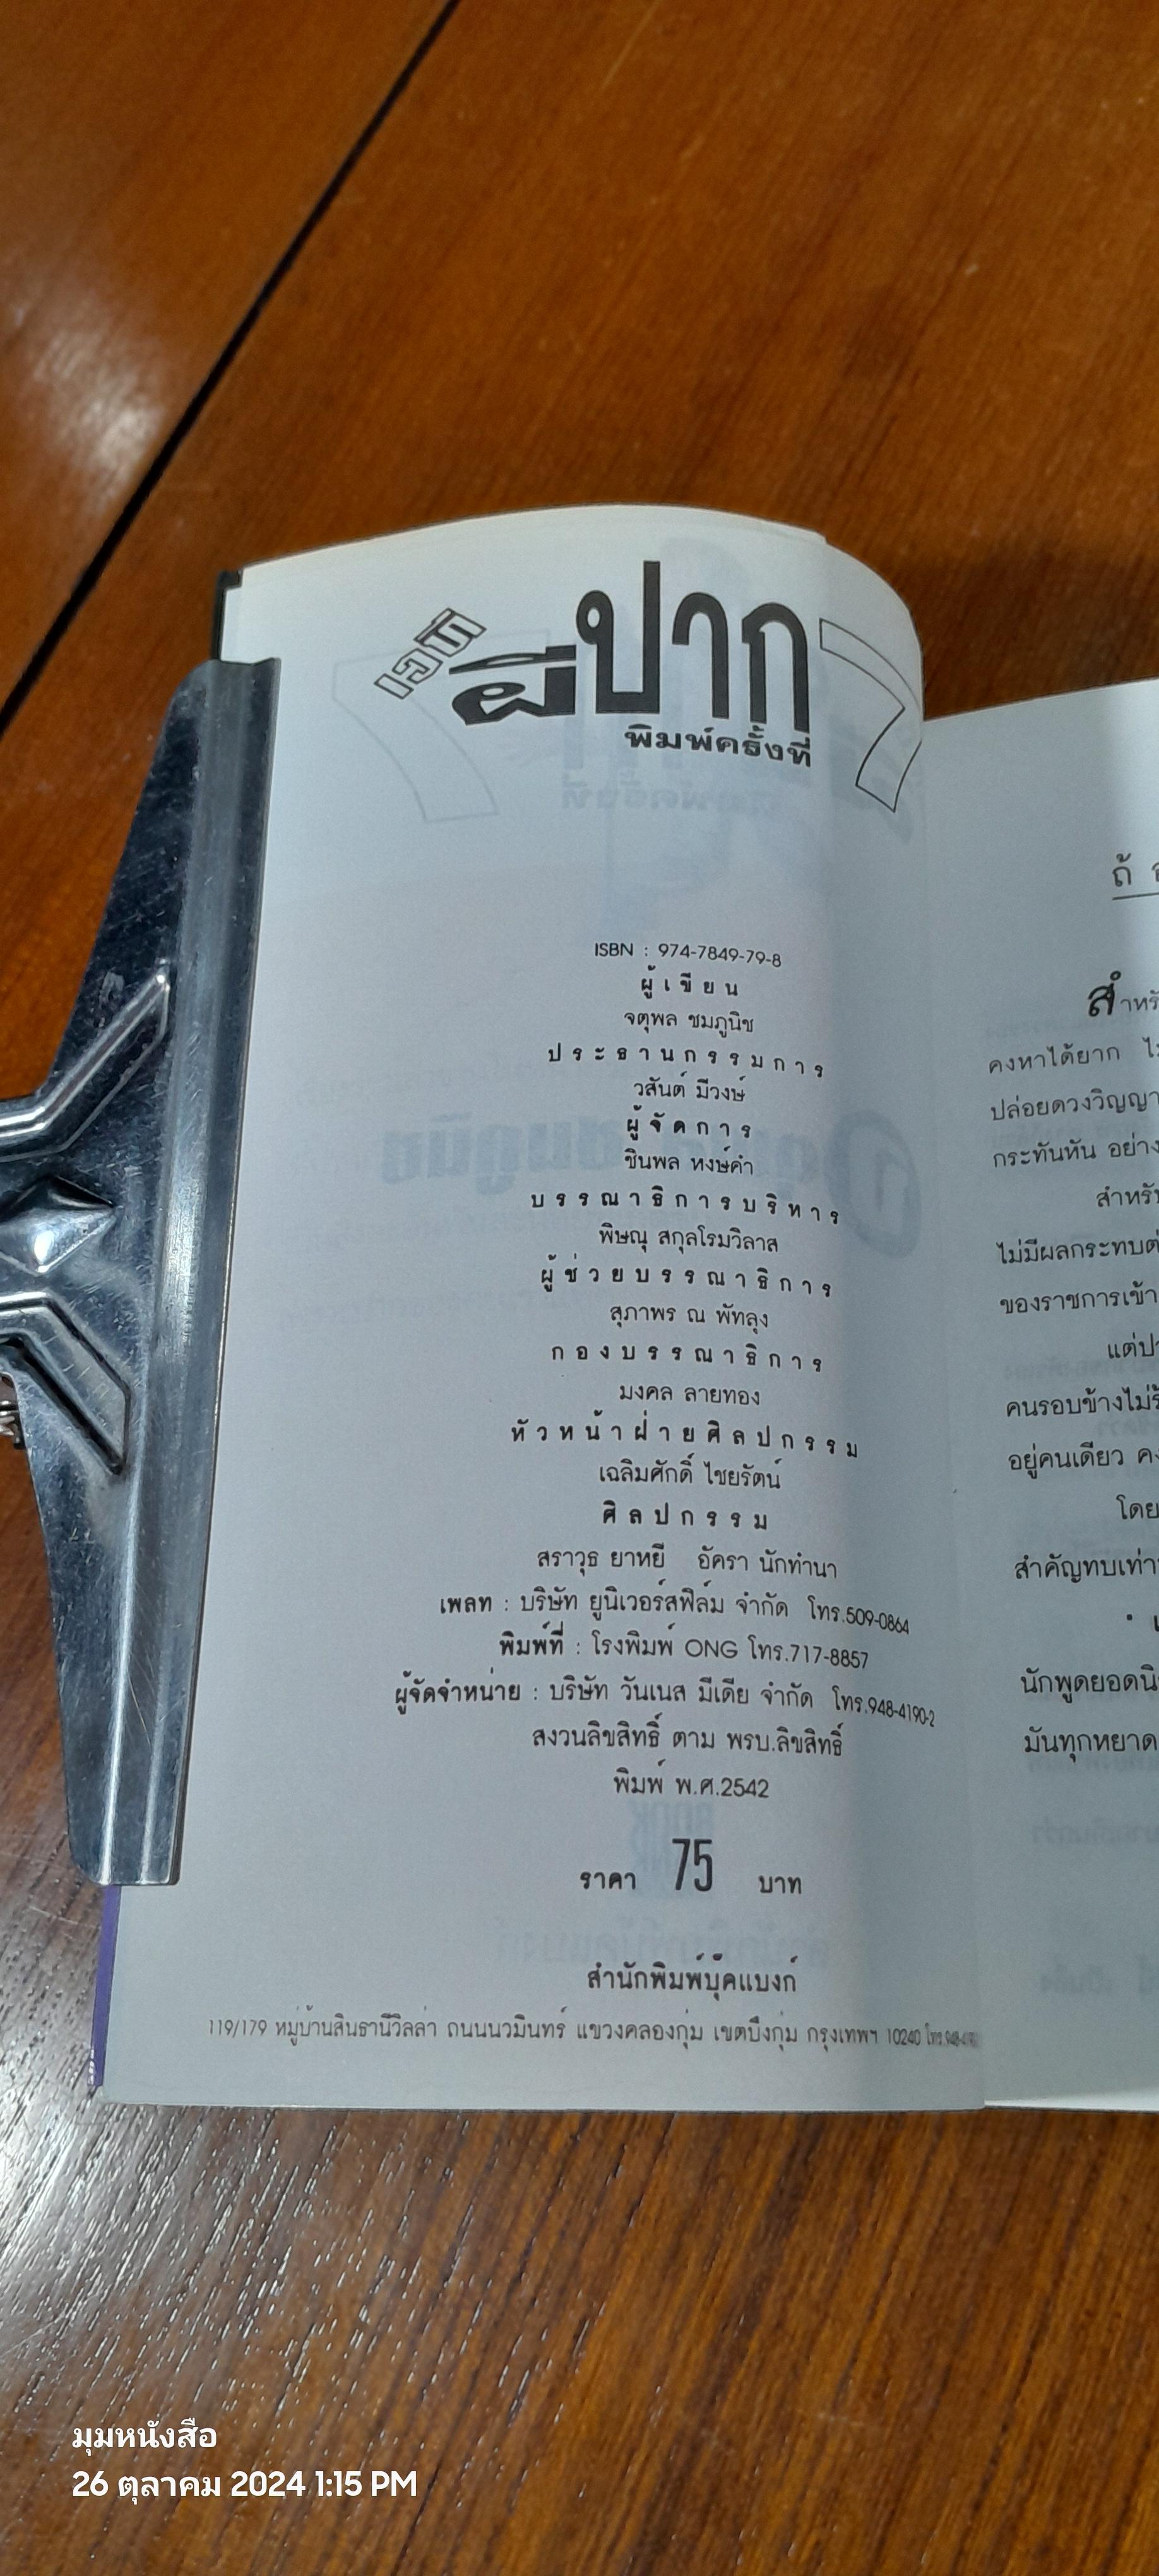 เวที
ผีปาก 7
พิมพ์ครั้งที่
ISBN : 974-7849-79-8
ผู้เขียน
จตุพล ชมภูนิช
ประธานกรรมการ
วสันต์ มีวงษ์
ผู้จัดการ
ชินพล หงษ์คำ
บรรณาธิการบริหาร
พิษณุ สกุลโรมวิลาส
ผู้ช่วยบรรณาธิการ
สุภาพร ณ พัทลุง
กองบรรณาธิการ
มงคล ลายทอง
หัวหน้าฝ่ายศิลปกรรม
เฉลิมศักดิ์ ไชยรัตน์
ศิลปกรรม
สราวุธ ยาหยี อัครา นักทำนา
เพลท : บริษัท ยูนิเวอร์สฟิล์ม จำกัด โทร.509-0864
พิมพ์ที่ : โรงพิมพ์ ONG โทร.717-8857
ผู้จัดจำหน่าย : บริษัท วันเนส มีเดีย จำกัด โทร.948-4190-2
สงวนลิขสิทธิ์ ตาม พรบ.ลิขสิทธิ์
พิมพ์ พ.ศ.2542
ราคา 75 บาท
สำนักพิมพ์บุ๊คแบงก์
119/179 หมู่บ้านสินธานีวิลล่า ถนนนวมินทร์ แขวงคลองกุ่ม เขตบึงกุ่ม กรุงเทพฯ 10240
ถ้
สำหรั
คงหาได้ยาก
ปล่อยดวงวิญญา
กระทันหัน อย่าง
สำหรับ
ไม่มีผลกระทบต่
ของราชการเข้า
แต่ปา
คนรอบข้างไม่รั
อยู่คนเดียว คง
โดย
สำคัญทบเท่า
นักพูดยอดนิ
มันทุกหยาด
มุมหนังสือ
26 ตุลาคม 2024 1:15 PM